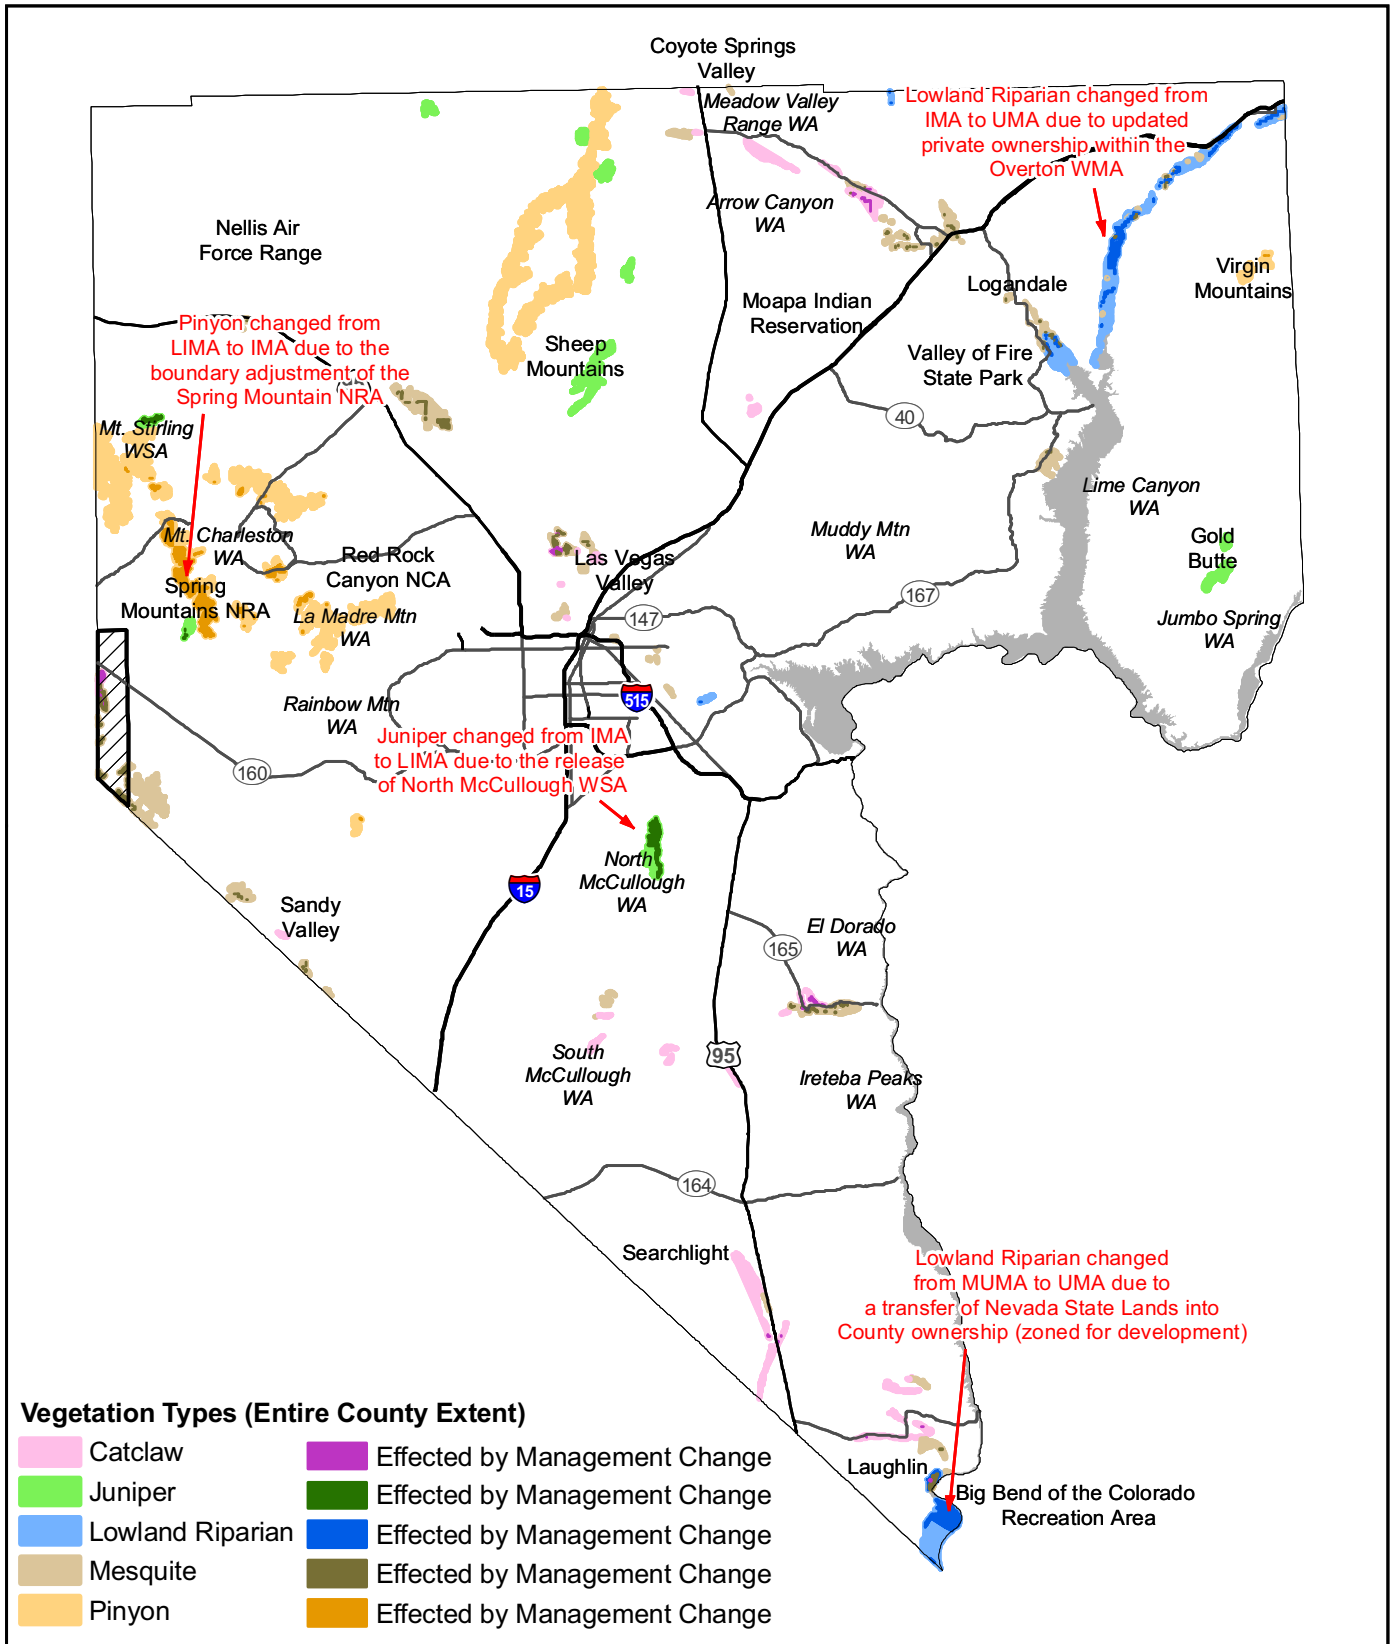 Coyote Springs
Valley
Meadow Valley
Range WA
Lowland Riparian changed from
IMA to UMA due to updated
private ownership within the
Overton WMA
Arrow Canyon
WA
Nellis Air
Force Range
Virgin
Mountains
Logandale
Moapa Indian
Reservation
Pinyon changed from
LIMA to IMA due to the
boundary adjustment of the
Spring Mountain NRA
Sheep
Mountains
Valley of Fire
State Park
40
Mt. Stirling
WSA
Lime Canyon
WA
Mt. Charleston
WA
Red Rock
Canyon NCA
Muddy Mtn
WA
Gold
Butte
Las Vegas
Valley
Spring
Mountains NRA
La Madre Mtn
WA
167
147
Jumbo Spring
WA
Rainbow Mtn
WA
515
Juniper changed from IMA
to LIMA due to the release
of North McCullough WSA
160
North
McCullough
WA
15
Sandy
Valley
El Dorado
WA
165
South
McCullough
WA
95
Ireteba Peaks
WA
164
Searchlight
Lowland Riparian changed
from MUMA to UMA due to
a transfer of Nevada State Lands into
County ownership (zoned for development)
Laughlin
Big Bend of the Colorado
Recreation Area
Vegetation Types (Entire County Extent)
Catclaw
Effected by Management Change
Juniper
Effected by Management Change
Lowland Riparian
Effected by Management Change
Mesquite
Effected by Management Change
Pinyon
Effected by Management Change